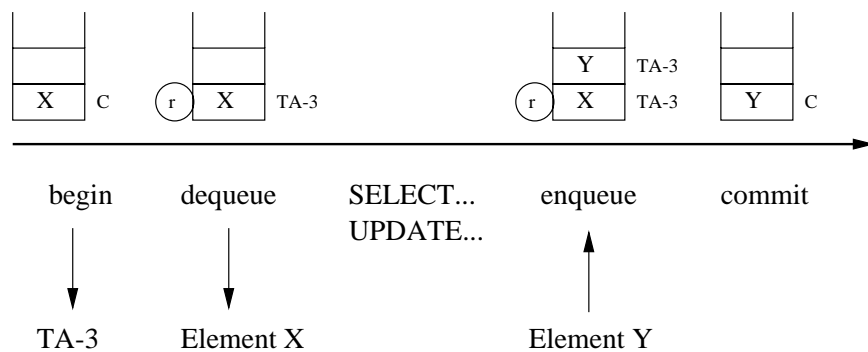 Y TA-3
X C r X TA-3 r X TA-3 Y C
begin dequeue SELECT... enqueue commit
UPDATE...
TA-3 Element X Element Y